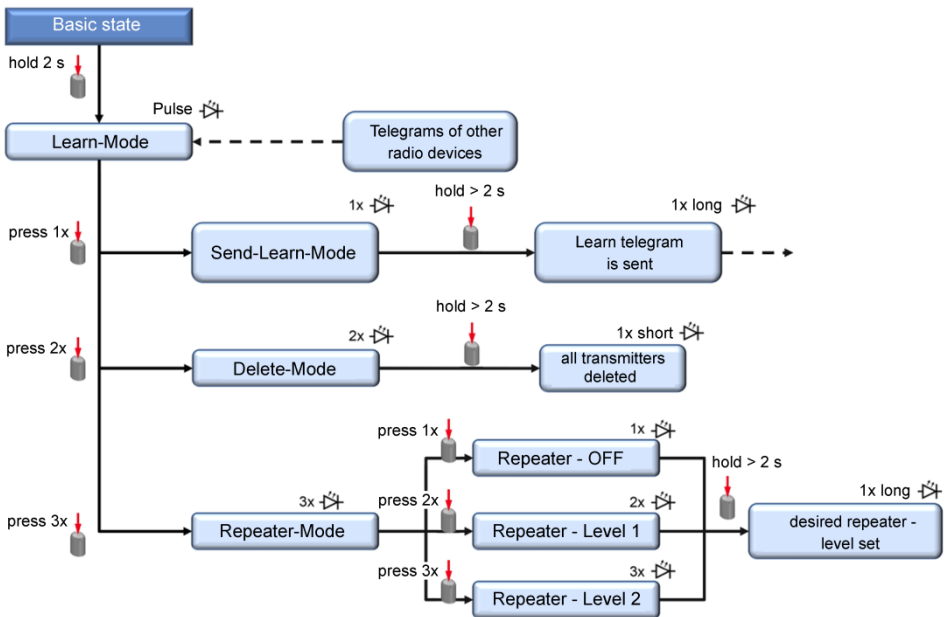 Basic state
hold 2 s
Pulse
Learn-Mode
Telegrams of other
radio devices
hold > 2 s
1x
1x long
press 1x
Send-Learn-Mode
Learn telegram
is sent
hold > 2 s
2x
1x short
press 2x
Delete-Mode
all transmitters
deleted
press 1x
1x
Repeater - OFF
hold > 2 s
press 3x
3x
Repeater-Mode
press 2x
2x
Repeater - Level 1
1x long
desired repeater -
level set
press 3x
3x
Repeater - Level 2